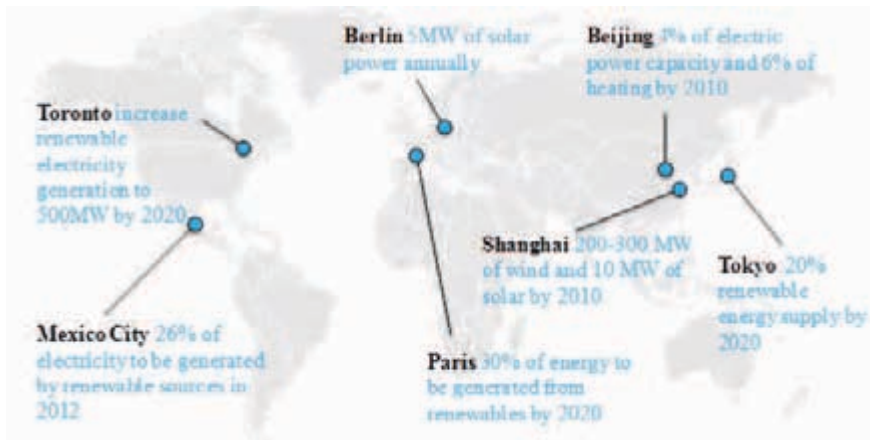 Berlin 5MW of solar
power annually
Beijing 4% of electric
power capacity and 6% of
heating by 2010
Toronto increase
renewable
electricity
generation to
500MW by 2020
Shanghai 200-300 MW
of wind and 10 MW of
solar by 2010
Tokyo 20%
renewable
energy supply by
2020
Mexico City 26% of
electricity to be generated
by renewable sources in
2012
Paris 30% of energy to
be generated from
renewables by 2020